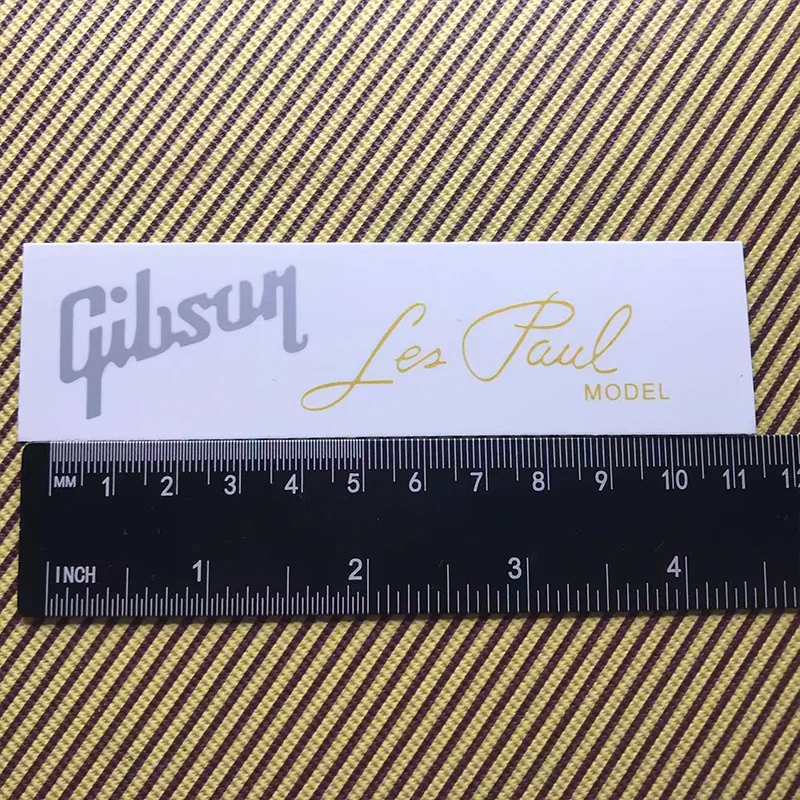 Gibson
Les Paul
MODEL
MM 1 2 3 4 5 6 7 8 9 10 11 12
INCH 1 2 3 4